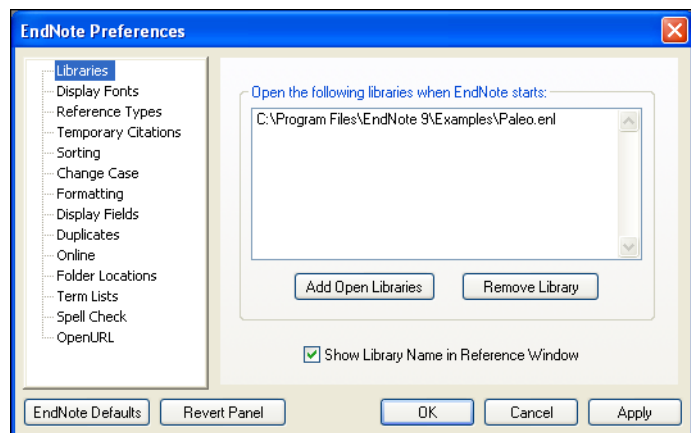 EndNote Preferences
Libraries
Display Fonts
Reference Types
Temporary Citations
Sorting
Change Case
Formatting
Display Fields
Duplicates
Online
Folder Locations
Term Lists
Spell Check
OpenURL
Open the following libraries when EndNote starts:
C:\Program Files\EndNote 9\Examples\Paleo.enl
Add Open Libraries Remove Library
Show Library Name in Reference Window
EndNote Defaults Revert Panel OK Cancel Apply